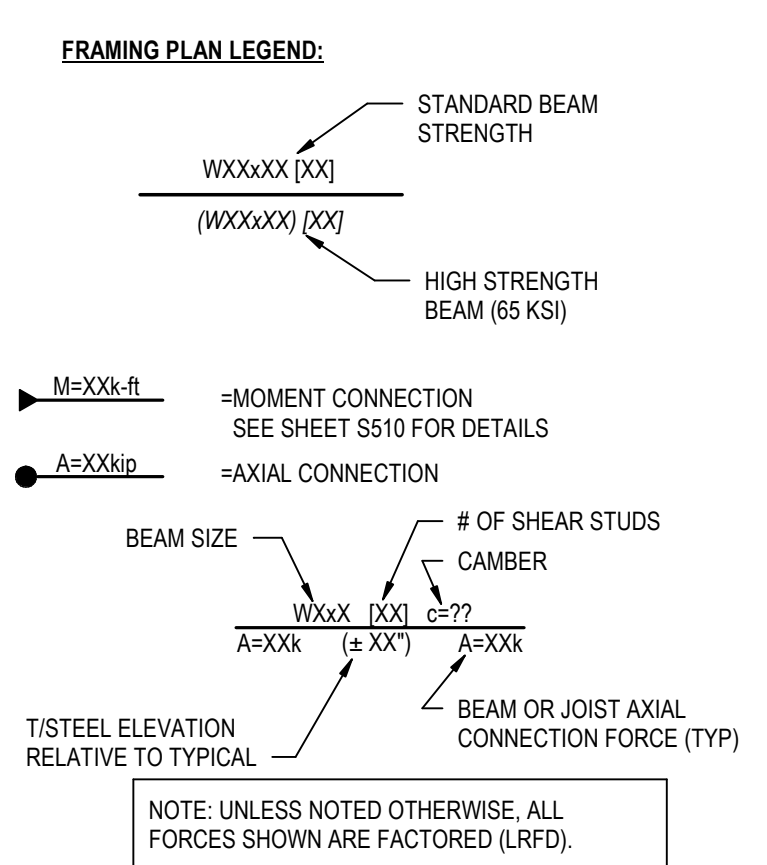 FRAMING PLAN LEGEND:
STANDARD BEAM
STRENGTH
WXXxXX [XX]
(WXXxXX) [XX]
HIGH STRENGTH
BEAM (65 KSI)
M=XXk-ft
=MOMENT CONNECTION
SEE SHEET S510 FOR DETAILS
A=XXkip
=AXIAL CONNECTION
# OF SHEAR STUDS
BEAM SIZE
CAMBER
WXxX [XX] c=??
A=XXk (± XX") A=XXk
T/STEEL ELEVATION
RELATIVE TO TYPICAL
BEAM OR JOIST AXIAL
CONNECTION FORCE (TYP)
NOTE: UNLESS NOTED OTHERWISE, ALL
FORCES SHOWN ARE FACTORED (LRFD).